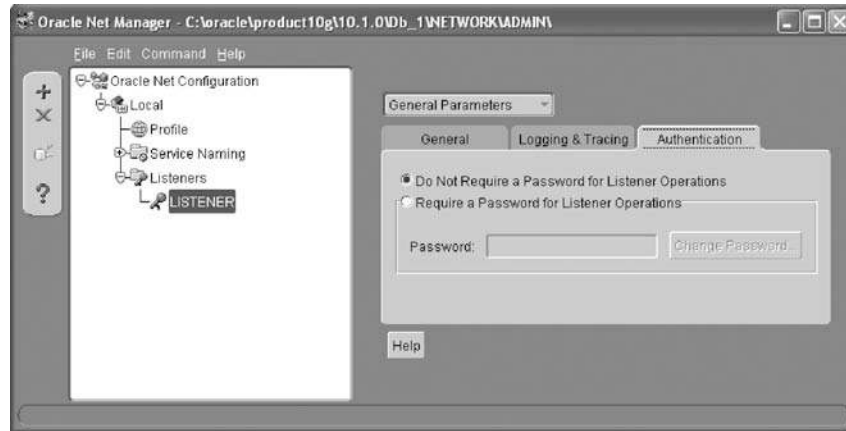 Oracle Net Manager - C:\oracle\product10g\10.1.0\Db_1\NETWORK\ADMIN\
File Edit Command Help
Oracle Net Configuration
Local
Profile
Service Naming
Listeners
LISTENER
General Parameters
General
Logging & Tracing
Authentication
Do Not Require a Password for Listener Operations
Require a Password for Listener Operations
Password:
Change Password...
Help